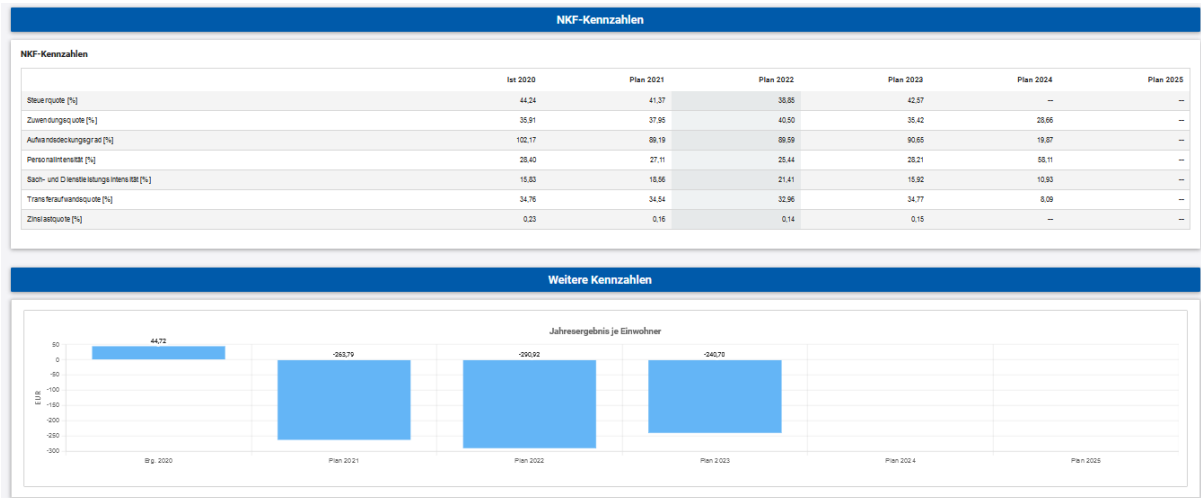 NKF-Kennzahlen
NKF-Kennzahlen
Ist 2020 Plan 2021 Plan 2022 Plan 2023 Plan 2024 Plan 2025
Steuerquote [%] 44,24 41,37 38,85 42,57 -- --
Zuwendungsquote [%] 35,91 37,95 40,50 35,42 28,66 --
Aufwandsdeckungsgrad [%] 102,17 89,19 89,59 90,65 19,87 --
Personalintensität [%] 28,40 27,11 25,44 28,21 58,11 --
Sach- und Dienstleistungsintensität [%] 15,83 18,56 21,41 15,92 10,93 --
Transferaufwandsquote [%] 34,76 34,54 32,96 34,77 8,09 --
Zinslastquote [%] 0,23 0,16 0,14 0,15 -- --
Weitere Kennzahlen
Jahresergebnis je Einwohner
44,72 -263,79 -290,92 -240,70
50
0
-50
-100
-150
-200
-250
-300
EUR
Erg. 2020 Plan 2021 Plan 2022 Plan 2023 Plan 2024 Plan 2025